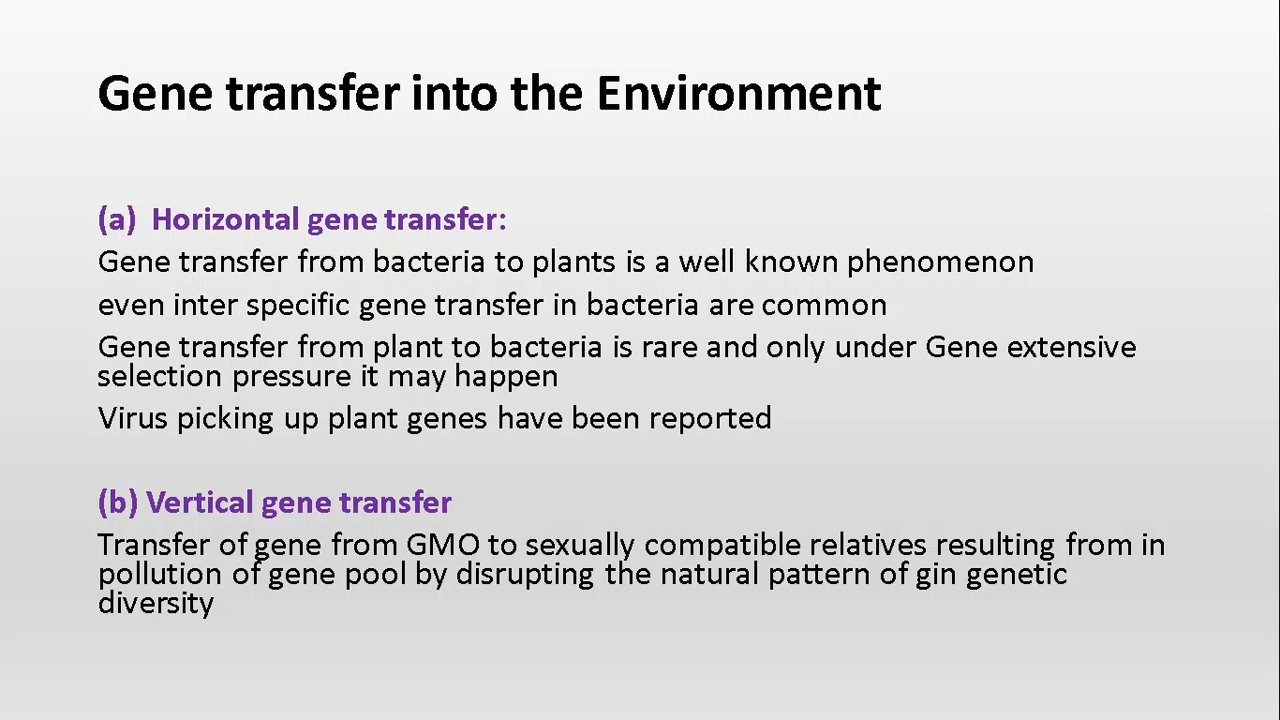 Gene transfer into the Environment
(a) Horizontal gene transfer:
Gene transfer from bacteria to plants is a well known phenomenon
even inter specific gene transfer in bacteria are common
Gene transfer from plant to bacteria is rare and only under Gene extensive
selection pressure it may happen
Virus picking up plant genes have been reported
(b) Vertical gene transfer
Transfer of gene from GMO to sexually compatible relatives resulting from in
pollution of gene pool by disrupting the natural pattern of gin genetic
diversity